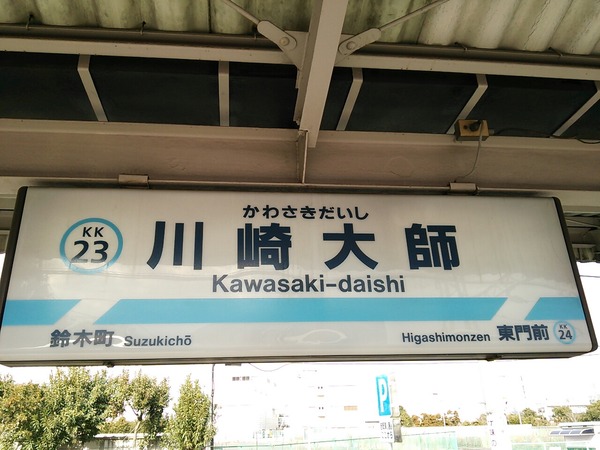 かわさきだいし
KK
23
川崎大師
Kawasaki-daishi
鈴木町 Suzukichō
Higashimonzen 東門前
KK
24
P